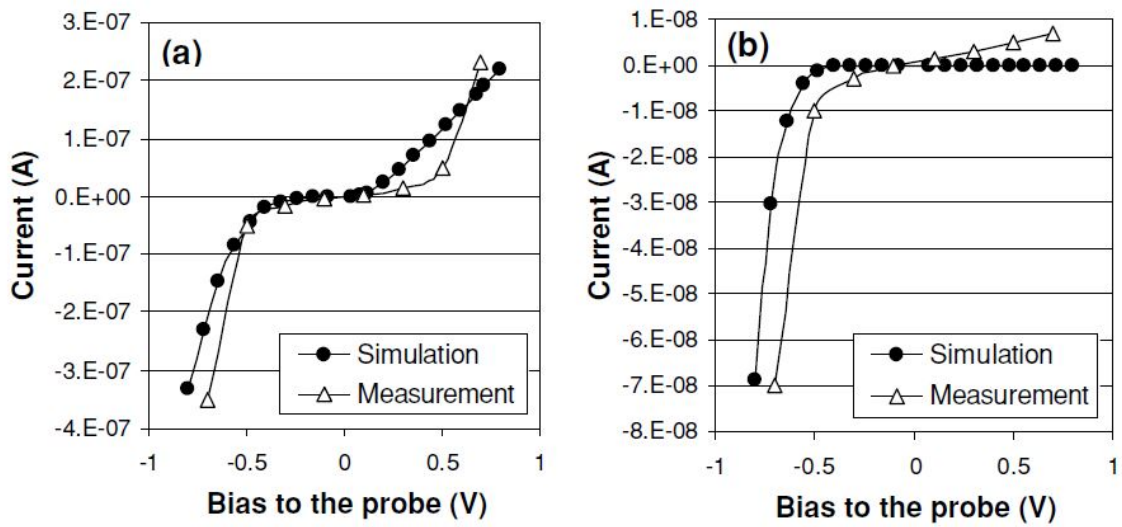 (a)
Current (A)
3.E-07
2.E-07
1.E-07
0.E+00
-1.E-07
-2.E-07
-3.E-07
-4.E-07
-1
-0.5
0
0.5
1
Bias to the probe (V)
Simulation
Measurement
(b)
Current (A)
1.E-08
0.E+00
-1.E-08
-2.E-08
-3.E-08
-4.E-08
-5.E-08
-6.E-08
-7.E-08
-8.E-08
-1
-0.5
0
0.5
1
Bias to the probe (V)
Simulation
Measurement